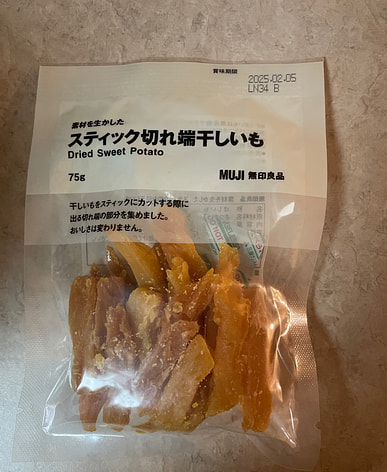 賞味期限
2025.02.05
LN34 B
素材を生かした
スティック切れ端干しいも
Dried Sweet Potato
75g
MUJI 無印良品
干しいもをスティックにカットする際に
出る切れ端の部分を集めました。
おいしさは変わりません。